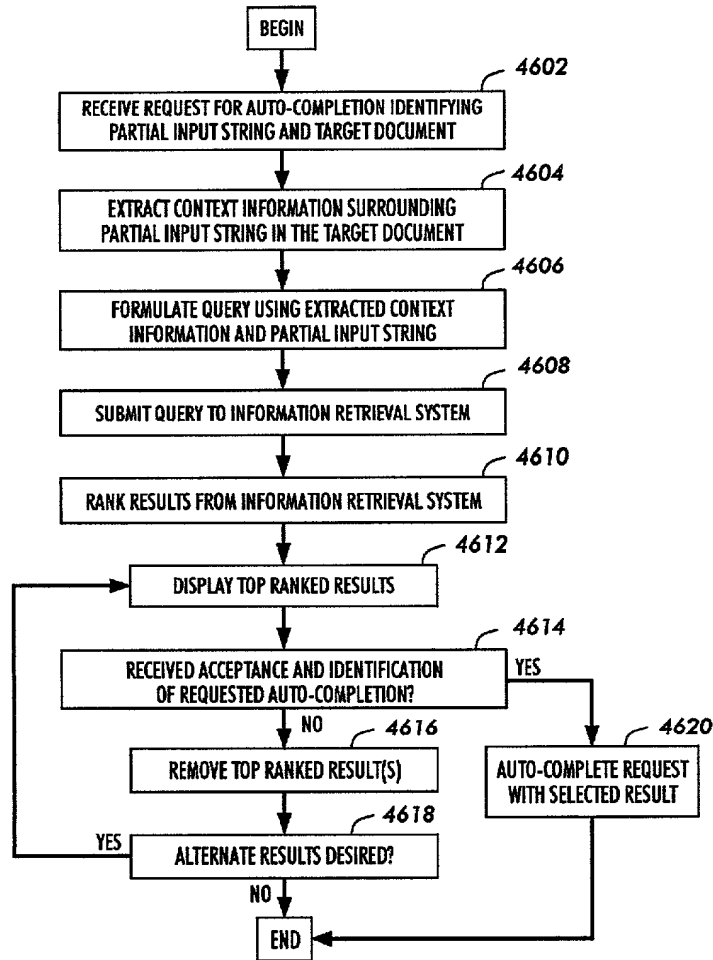 BEGIN
4602
RECEIVE REQUEST FOR AUTO-COMPLETION IDENTIFYING
PARTIAL INPUT STRING AND TARGET DOCUMENT
4604
EXTRACT CONTEXT INFORMATION SURROUNDING
PARTIAL INPUT STRING IN THE TARGET DOCUMENT
4606
FORMULATE QUERY USING EXTRACTED CONTEXT
INFORMATION AND PARTIAL INPUT STRING
4608
SUBMIT QUERY TO INFORMATION RETRIEVAL SYSTEM
4610
RANK RESULTS FROM INFORMATION RETRIEVAL SYSTEM
4612
DISPLAY TOP RANKED RESULTS
4614
RECEIVED ACCEPTANCE AND IDENTIFICATION
OF REQUESTED AUTO-COMPLETION?
YES
NO
4616
REMOVE TOP RANKED RESULT(S)
4620
AUTO-COMPLETE REQUEST
WITH SELECTED RESULT
4618
ALTERNATE RESULTS DESIRED?
YES
NO
END